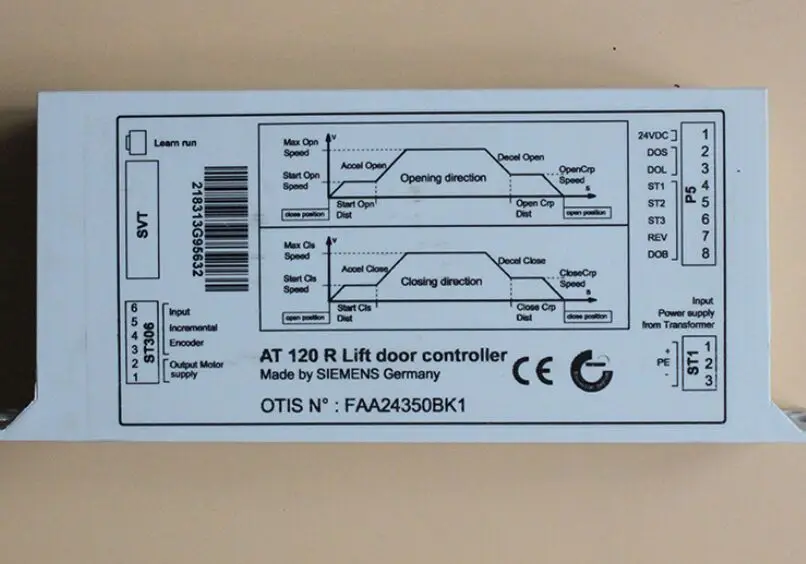 Learn run
SVT
218313G95632
6
5
4
3
2
1
ST306
Input
Incremental
Encoder
Output Motor
supply
Max Opn
Speed
Start Opn
Speed
v
Accel Open
Decel Open
OpenCrp
Speed
Opening direction
s
Start Opn
Dist
Open Crp
Dist
close position
open position
Max Cls
Speed
Start Cls
Speed
v
Accel Close
Decel Close
CloseCrp
Speed
Closing direction
s
Start Cls
Dist
Close Crp
Dist
open position
close position
AT 120 R Lift door controller
Made by SIEMENS Germany
OTIS N° : FAA24350BK1
CE
24VDC 1
DOS 2
DOL 3
ST1 4
ST2 5
ST3 6
REV 7
DOB 8
P5
Input
Power supply
from Transformer
+ 1
PE 2
- 3
ST1